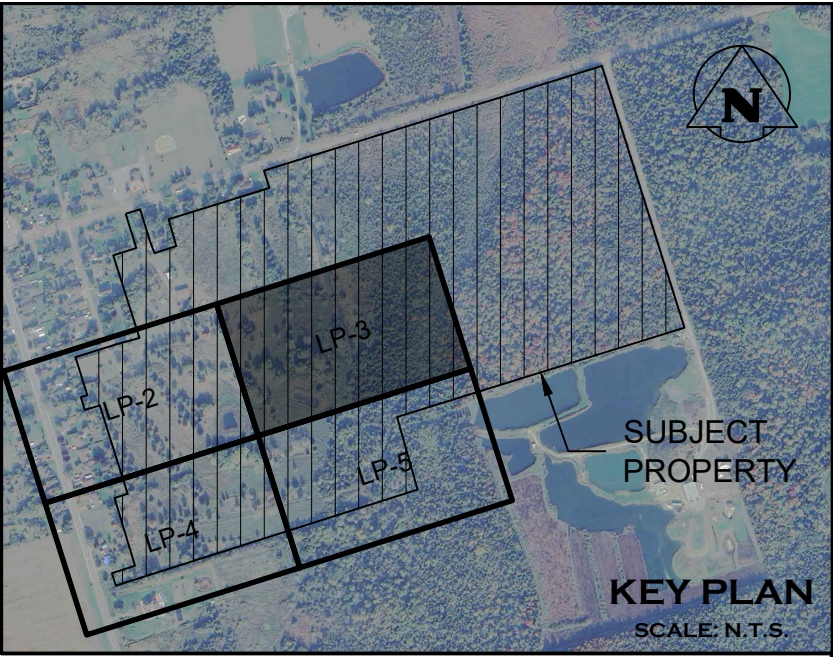 N
LP-3
LP-2
LP-5
LP-4
SUBJECT
PROPERTY
KEY PLAN
SCALE: N.T.S.